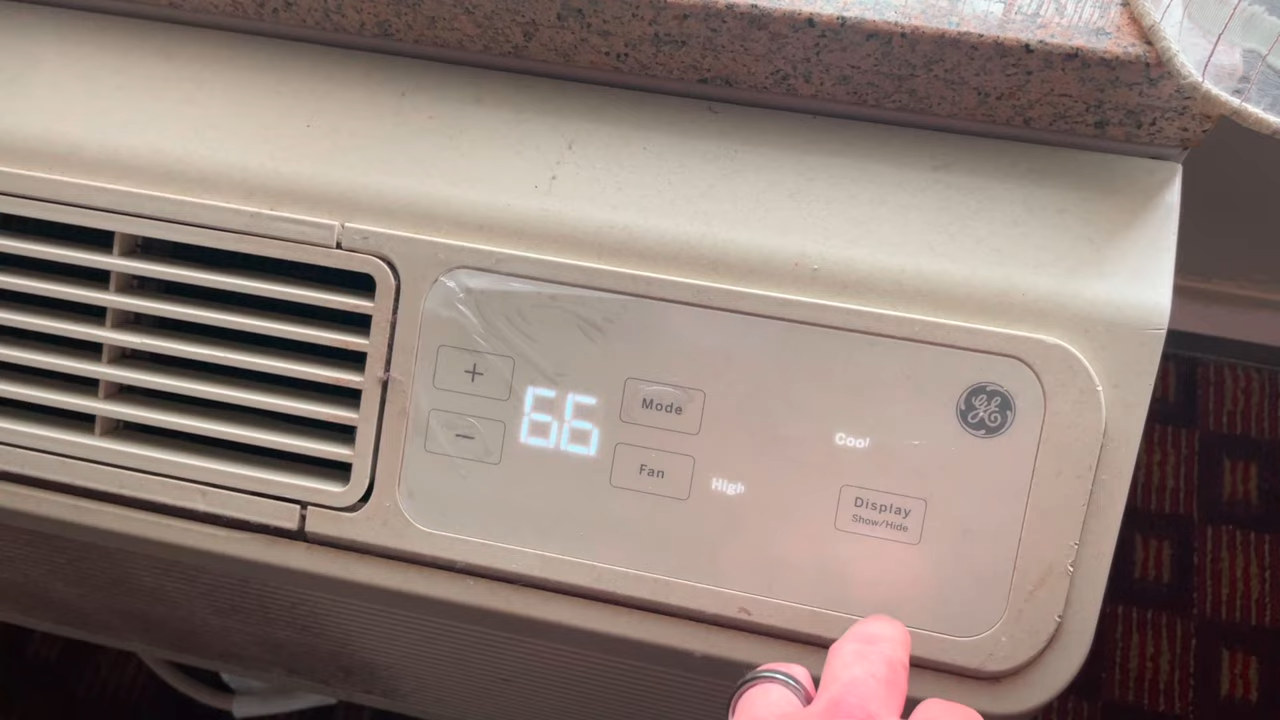 +
66
Mode
Cool
GE
-
Fan
High
Display
Show/Hide